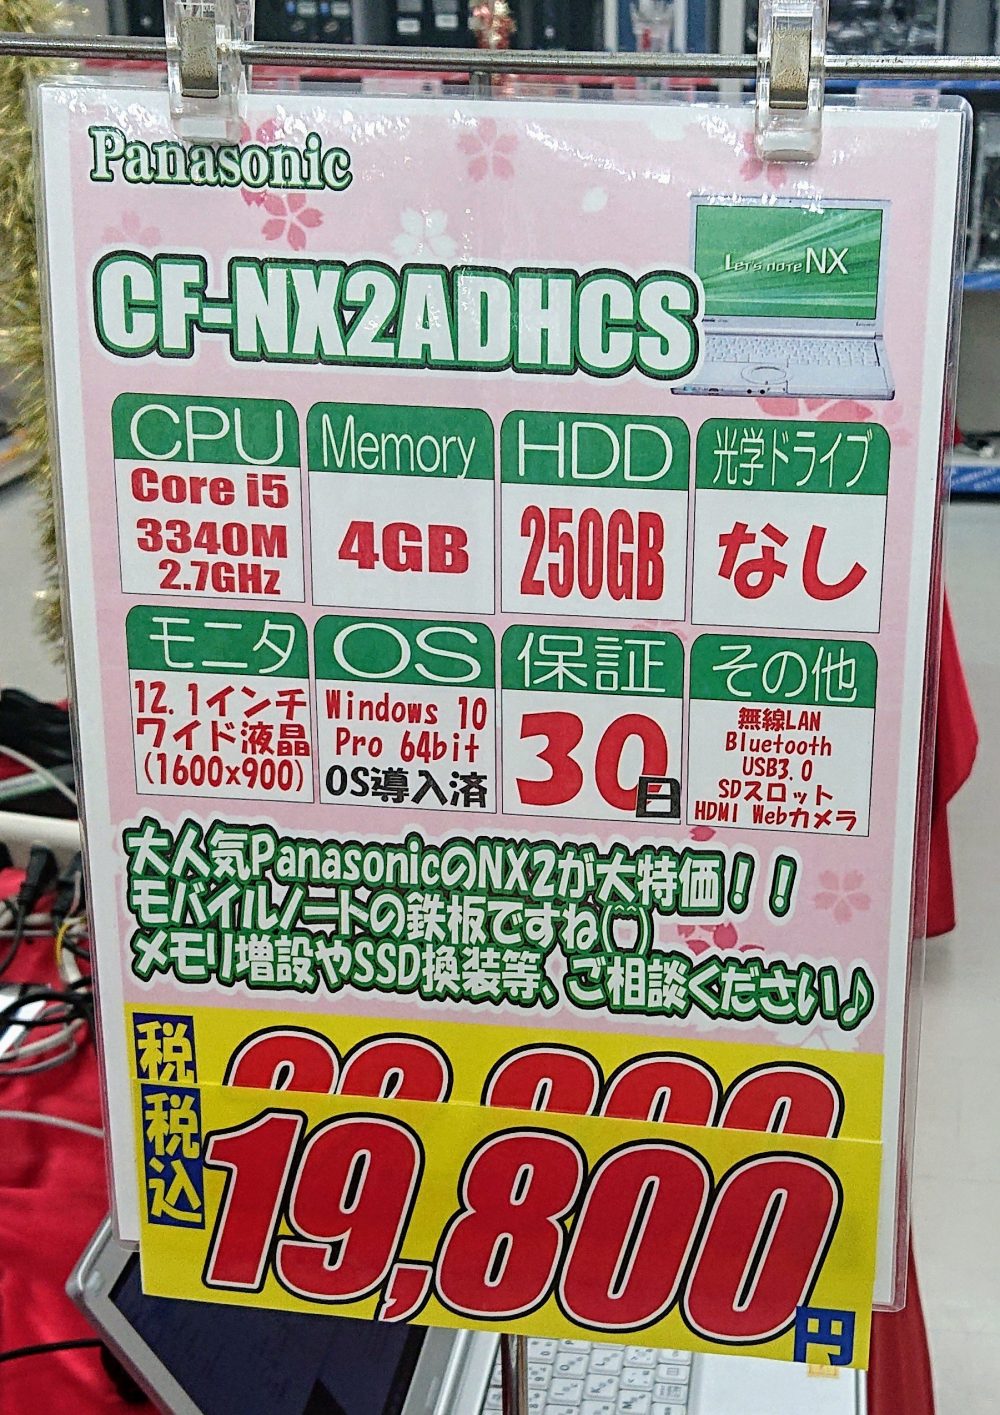 Panasonic
CF-NX2ADHCS
Let's note NX
CPU
Core i5
3340M
2.7GHz
Memory
4GB
HDD
250GB
光学ドライブ
なし
モニタ
12.1インチ
ワイド液晶
(1600x900)
OS
Windows 10
Pro 64bit
OS導入済
保証
30日
その他
無線LAN
Bluetooth
USB3.0
SDスロット
HDMI Webカメラ
大人気PanasonicのNX2が大特価！！
モバイルノートの鉄板ですね
メモリ増設やSSD換装等、ご相談ください♪
税
税込
19,800円